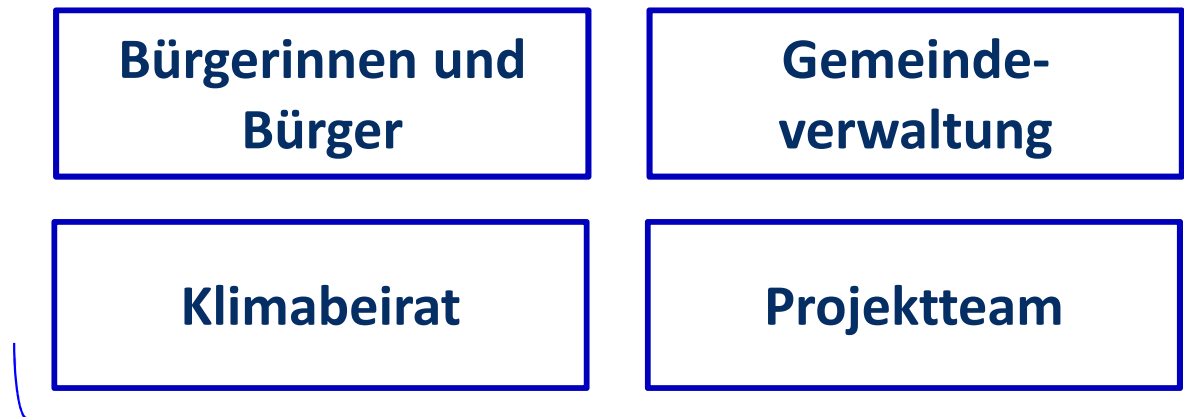 Bürgerinnen und
Bürger
Gemeinde-
verwaltung
Klimabeirat
Projektteam